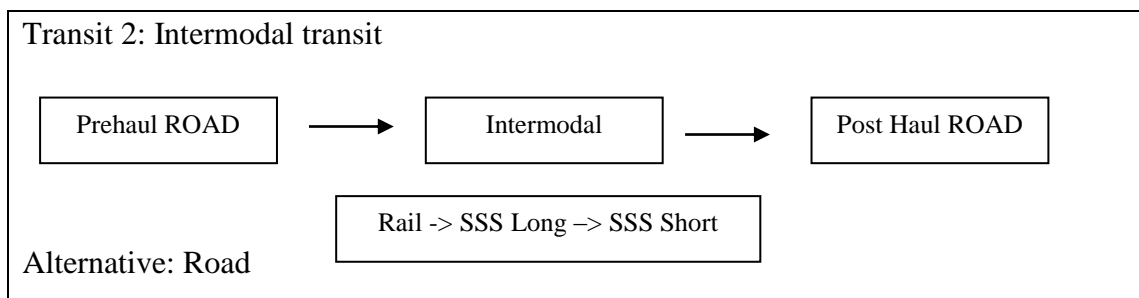 Transit 2: Intermodal transit
Prehaul ROAD
Intermodal
Post Haul ROAD
Rail -> SSS Long –> SSS Short
Alternative: Road